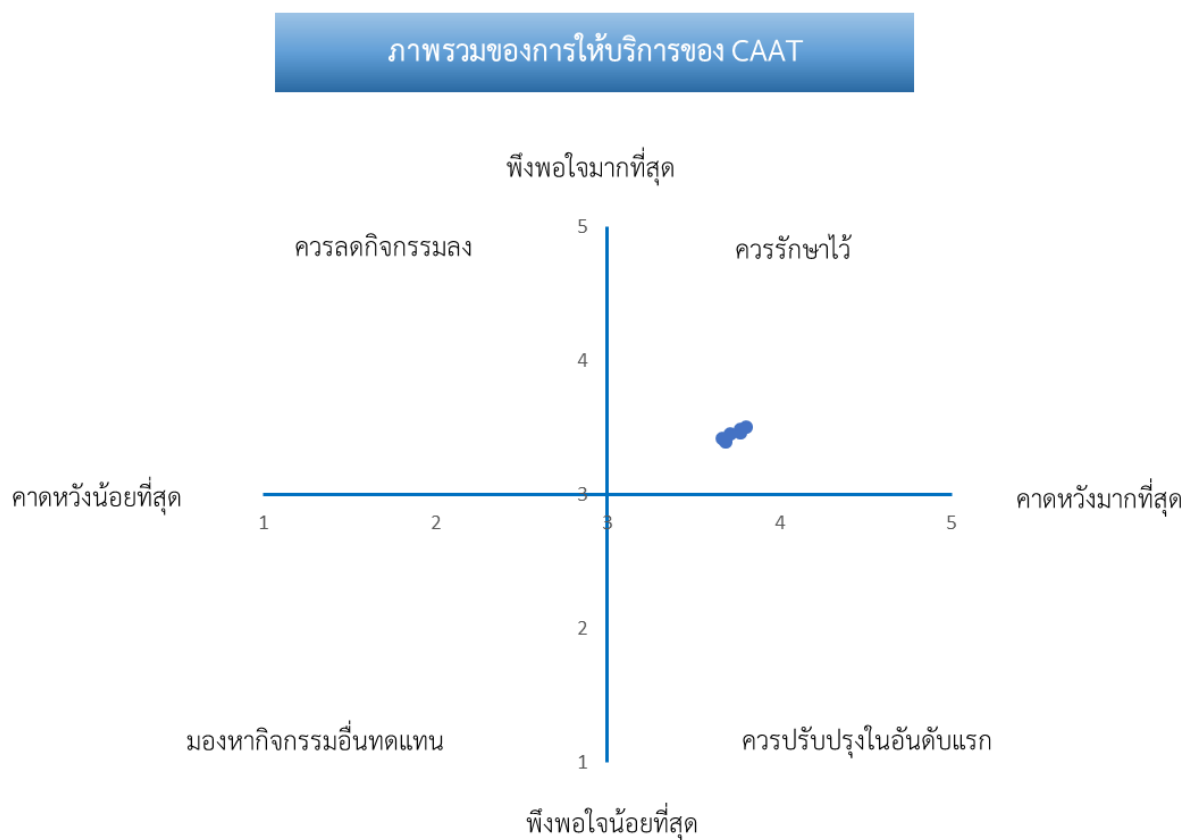 ภาพรวมของการให้บริการของ CAAT
พึงพอใจมากที่สุด
5
ควรลดกิจกรรมลง
ควรรักษาไว้
4
คาดหวังน้อยที่สุด
3
คาดหวังมากที่สุด
1 2 3 4 5
2
มองหากิจกรรมอื่นทดแทน
ควรปรับปรุงในอันดับแรก
1
พึงพอใจน้อยที่สุด